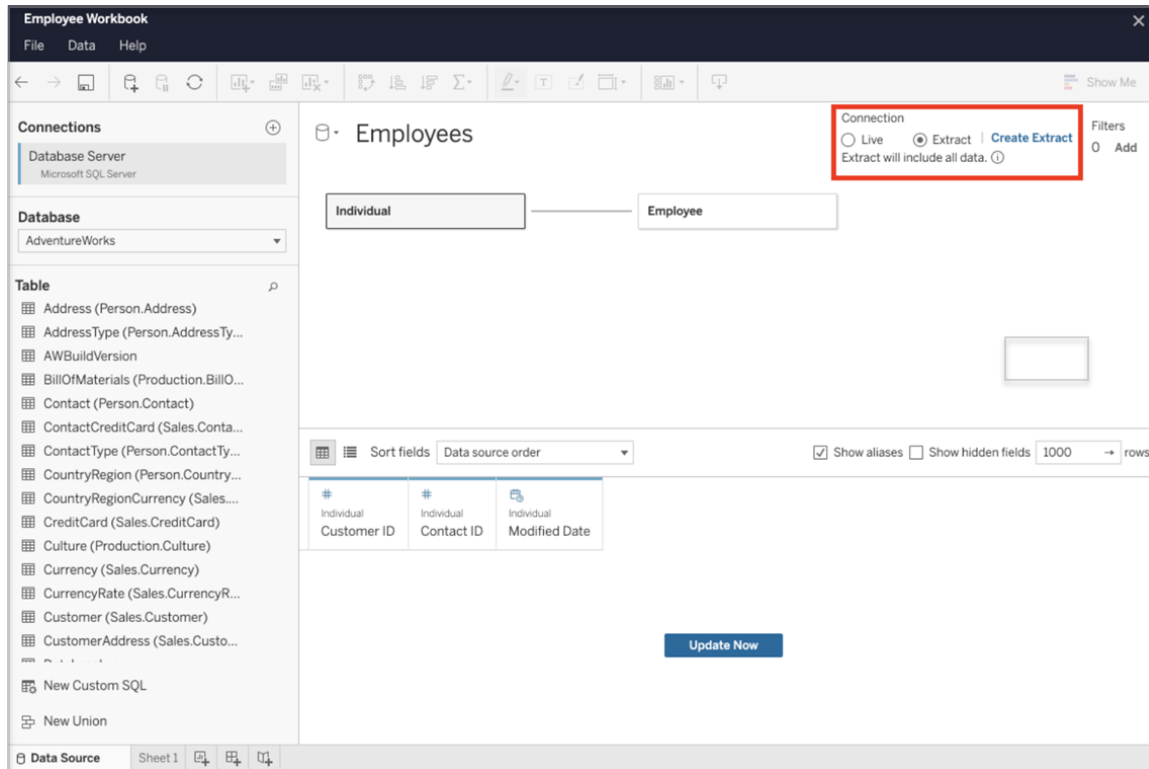 Employee Workbook
File Data Help
Show Me
Connections
Database Server
Microsoft SQL Server
Database
AdventureWorks
Table
Address (Person.Address)
AddressType (Person.AddressTy...
AWBuildVersion
BillOfMaterials (Production.BillO...
Contact (Person.Contact)
ContactCreditCard (Sales.Conta...
ContactType (Person.ContactTy...
CountryRegion (Person.Country...
CountryRegionCurrency (Sales....
CreditCard (Sales.CreditCard)
Culture (Production.Culture)
Currency (Sales.Currency)
CurrencyRate (Sales.CurrencyR...
Customer (Sales.Customer)
CustomerAddress (Sales.Custo...
New Custom SQL
New Union
Employees
Connection
Live Extract | Create Extract
Extract will include all data.
Filters
0 Add
Individual Employee
Sort fields Data source order Show aliases Show hidden fields 1000 → rows
Individual Individual Individual
Customer ID Contact ID Modified Date
Update Now
Data Source Sheet 1